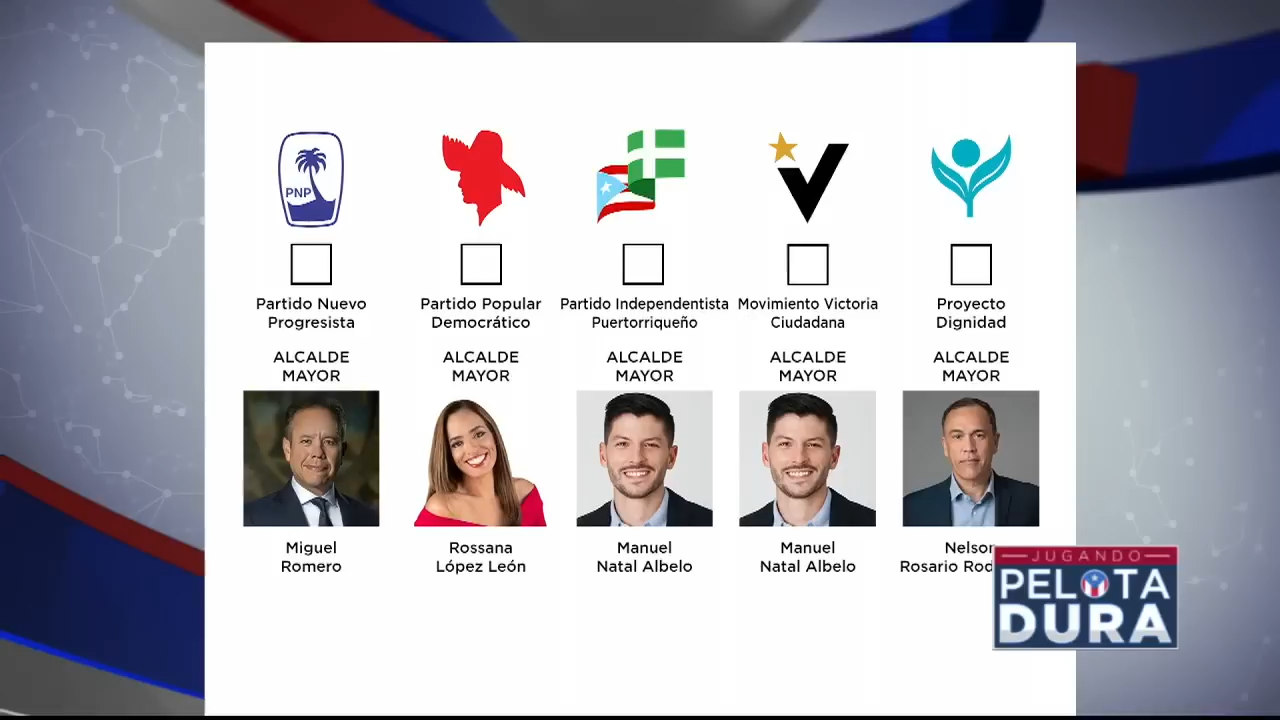 PNP
Partido Nuevo
Progresista
ALCALDE
MAYOR
Miguel
Romero
Partido Popular
Democrático
ALCALDE
MAYOR
Rossana
López León
Partido Independentista
Puertorriqueño
ALCALDE
MAYOR
Manuel
Natal Albelo
Movimiento Victoria
Ciudadana
ALCALDE
MAYOR
Manuel
Natal Albelo
Proyecto
Dignidad
ALCALDE
MAYOR
Nelson
Rosario
JUGANDO
PELOTA
DURA